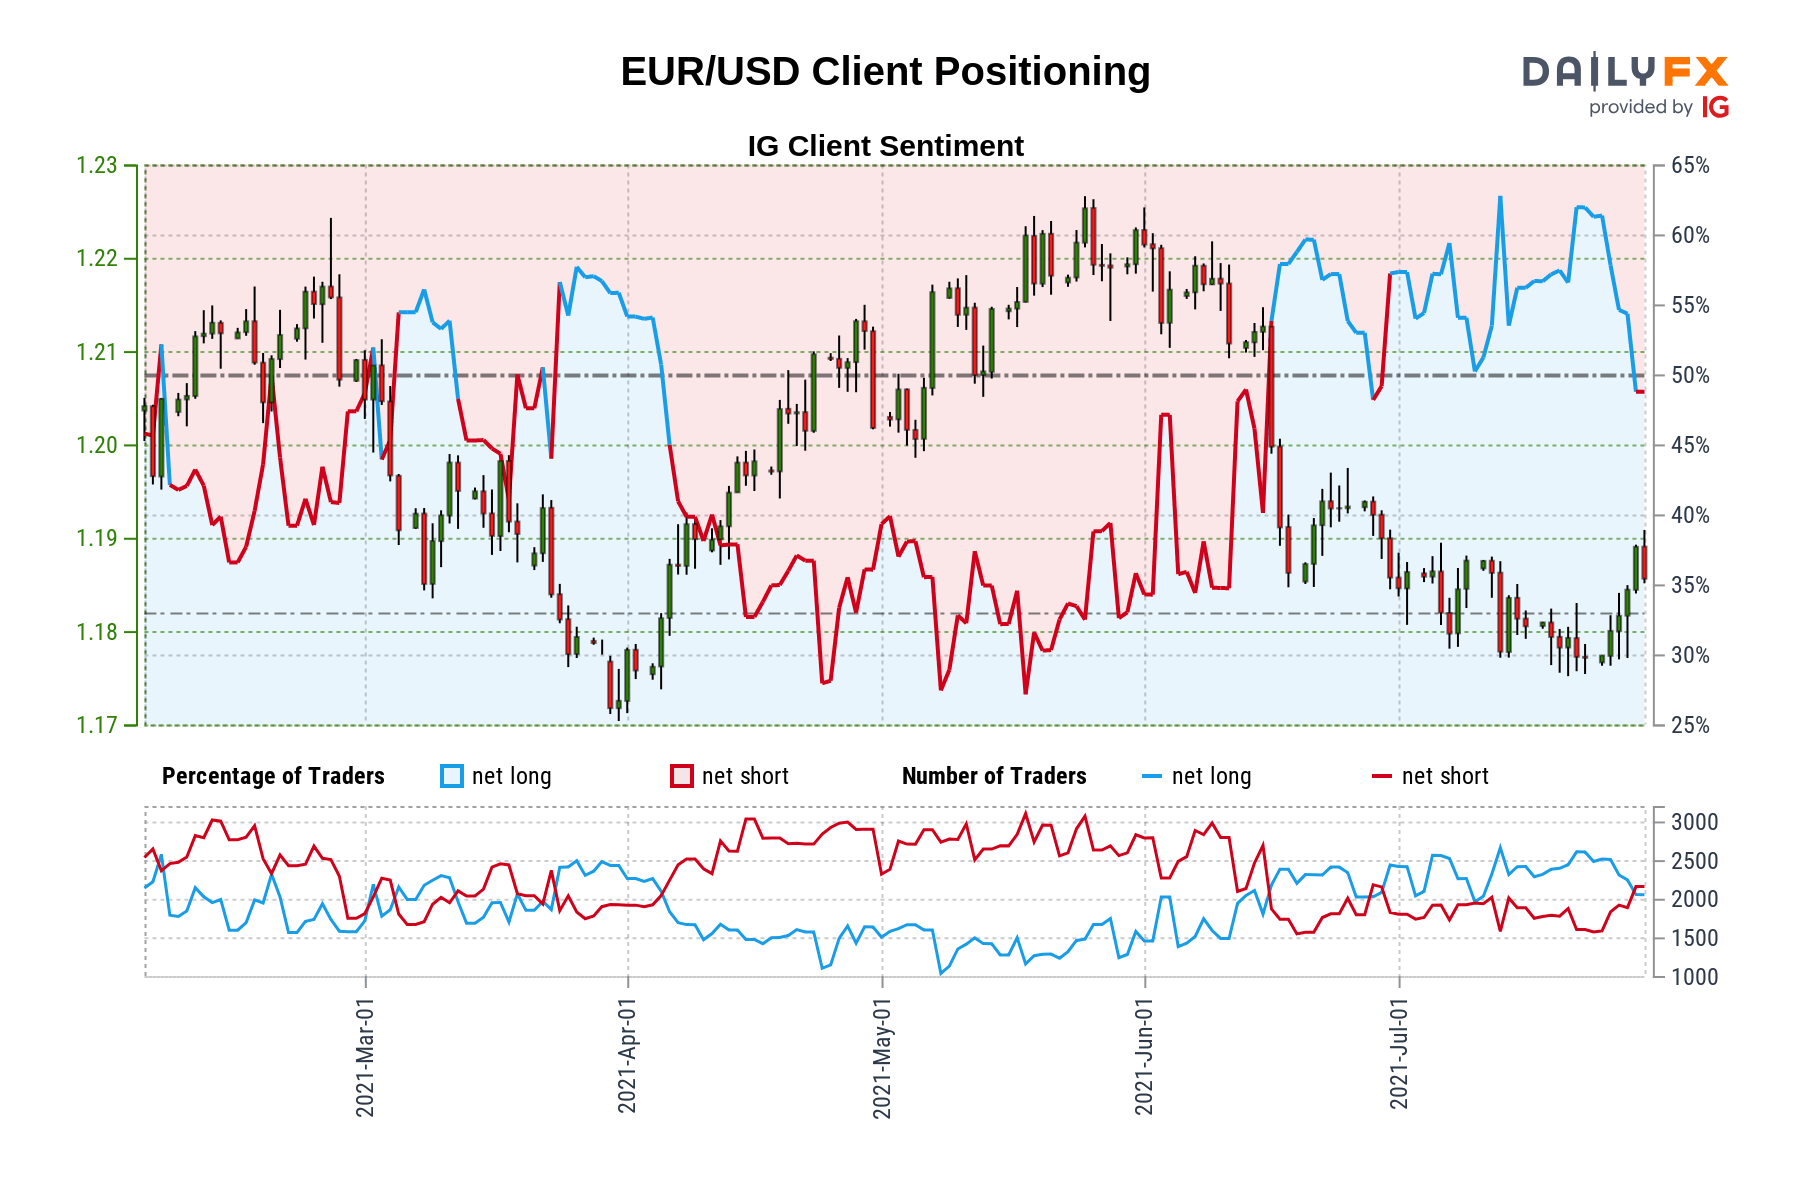 EUR/USD Client Positioning
DAILYFX
provided by IG
IG Client Sentiment
1.23
1.22
1.21
1.20
1.19
1.18
1.17
65%
60%
55%
50%
45%
40%
35%
30%
25%
Percentage of Traders net long net short Number of Traders net long net short
3000
2500
2000
1500
1000
2021-Mar-01
2021-Apr-01
2021-May-01
2021-Jun-01
2021-Jul-01